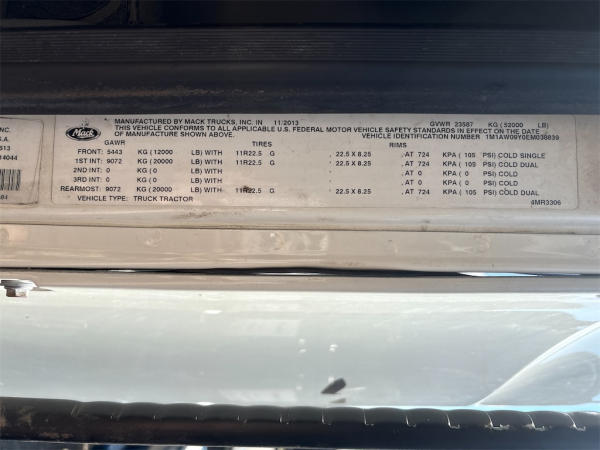 INC.
S.A.
513
14044
84
Mack
MANUFACTURED BY MACK TRUCKS, INC. IN 11/2013 GVWR 23587 KG (52000 LB)
THIS VEHICLE CONFORMS TO ALL APPLICABLE U.S. FEDERAL MOTOR VEHICLE SAFETY STANDARDS IN EFFECT ON THE DATE
OF MANUFACTURE SHOWN ABOVE. VEHICLE IDENTIFICATION NUMBER 1M1AW09Y0EM038839
GAWR TIRES RIMS
FRONT: 5443 KG (12000 LB) WITH 11R22.5 G , 22.5 X 8.25 , AT 724 KPA ( 105 PSI) COLD SINGLE
1ST INT: 9072 KG (20000 LB) WITH 11R22.5 G , 22.5 X 8.25 , AT 724 KPA ( 105 PSI) COLD DUAL
2ND INT: 0 KG ( 0 LB) WITH , , AT 0 KPA ( 0 PSI) COLD
3RD INT: 0 KG ( 0 LB) WITH , , AT 0 KPA ( 0 PSI) COLD
REARMOST: 9072 KG (20000 LB) WITH 11R22.5 G , 22.5 X 8.25 , AT 724 KPA ( 105 PSI) COLD DUAL
VEHICLE TYPE: TRUCK TRACTOR 4MR3306